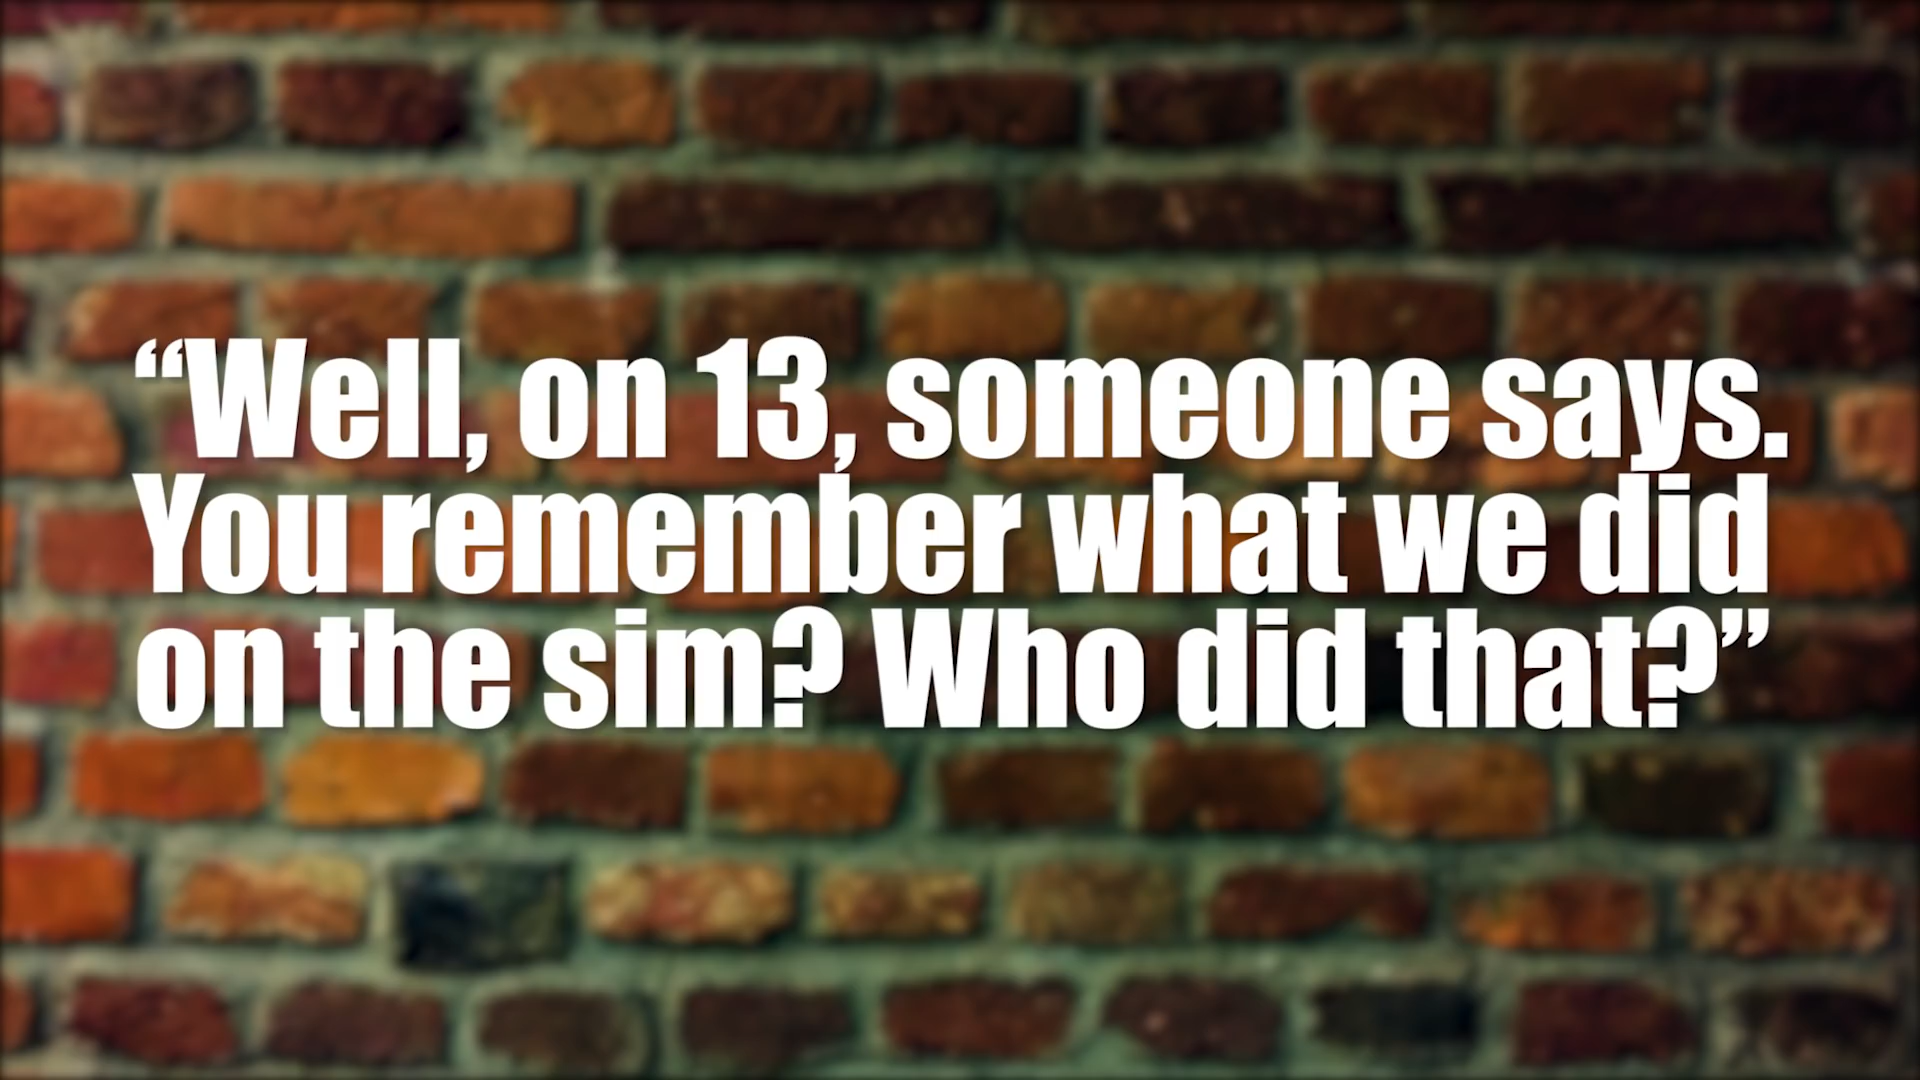 “Well, on 13, someone says.
You remember what we did
on the sim? Who did that?”